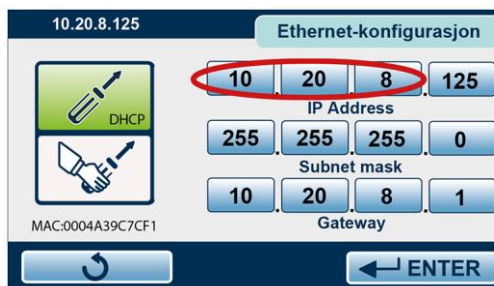 10.20.8.125
Ethernet-konfigurasjon
DHCP
10 . 20 . 8 . 125
IP Address
255 . 255 . 255 . 0
Subnet mask
10 . 20 . 8 . 1
Gateway
MAC:0004A39C7CF1
ENTER